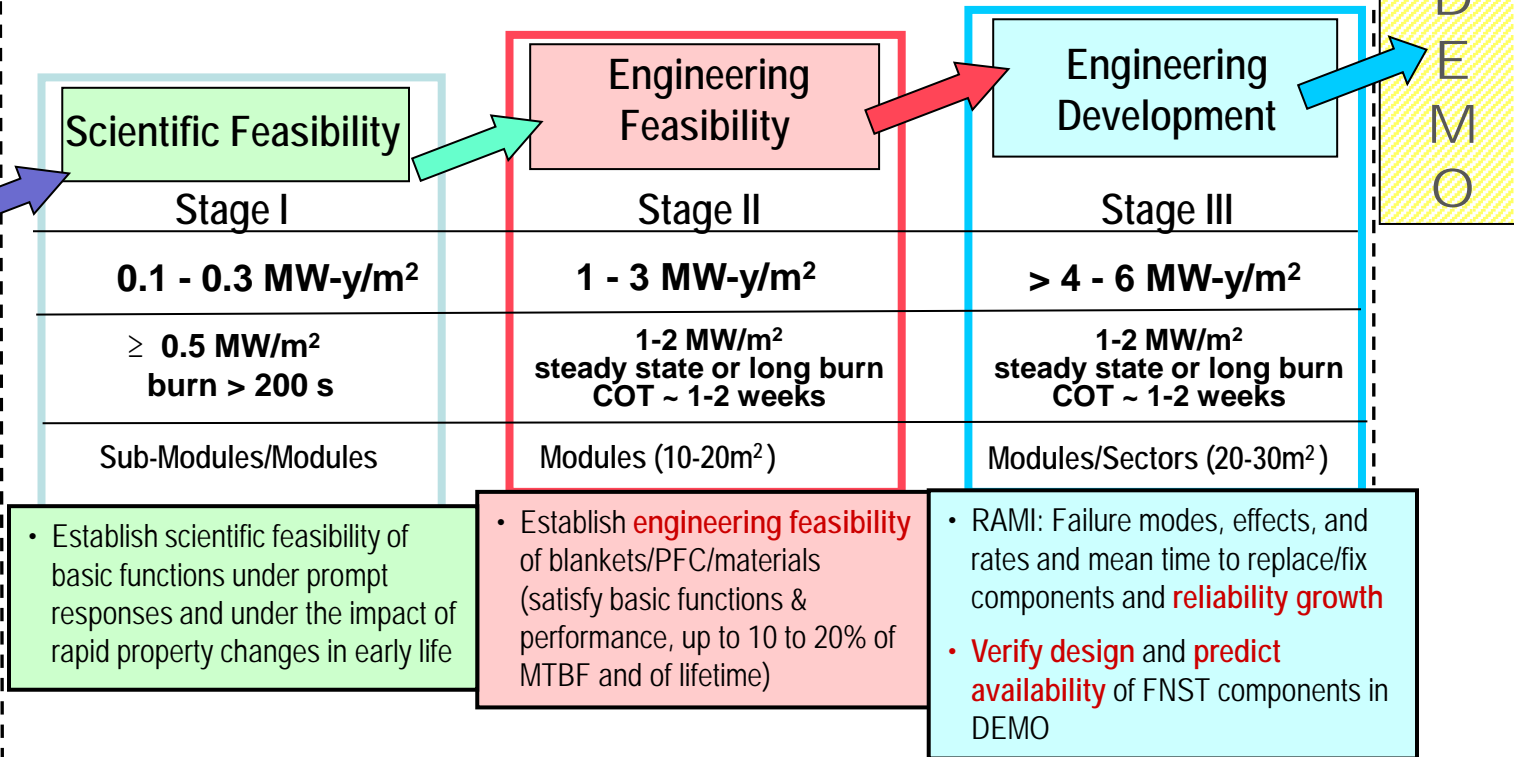 Scientific Feasibility
Stage I
0.1 - 0.3 MW-y/m²
≥ 0.5 MW/m²
burn > 200 s
Sub-Modules/Modules
• Establish scientific feasibility of
basic functions under prompt
responses and under the impact of
rapid property changes in early life
Engineering
Feasibility
Stage II
1 - 3 MW-y/m²
1-2 MW/m²
steady state or long burn
COT ~ 1-2 weeks
Modules (10-20m²)
• Establish engineering feasibility
of blankets/PFC/materials
(satisfy basic functions &
performance, up to 10 to 20% of
MTBF and of lifetime)
Engineering
Development
Stage III
> 4 - 6 MW-y/m²
1-2 MW/m²
steady state or long burn
COT ~ 1-2 weeks
Modules/Sectors (20-30m²)
• RAMI: Failure modes, effects, and
rates and mean time to replace/fix
components and reliability growth
• Verify design and predict
availability of FNST components in
DEMO
D
E
M
O